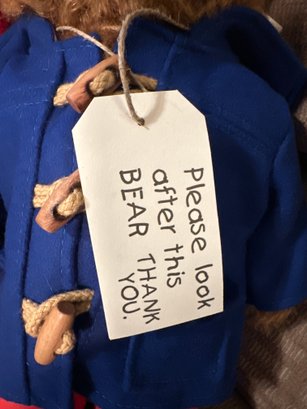 Please look
after this
BEAR THANK
YOU.